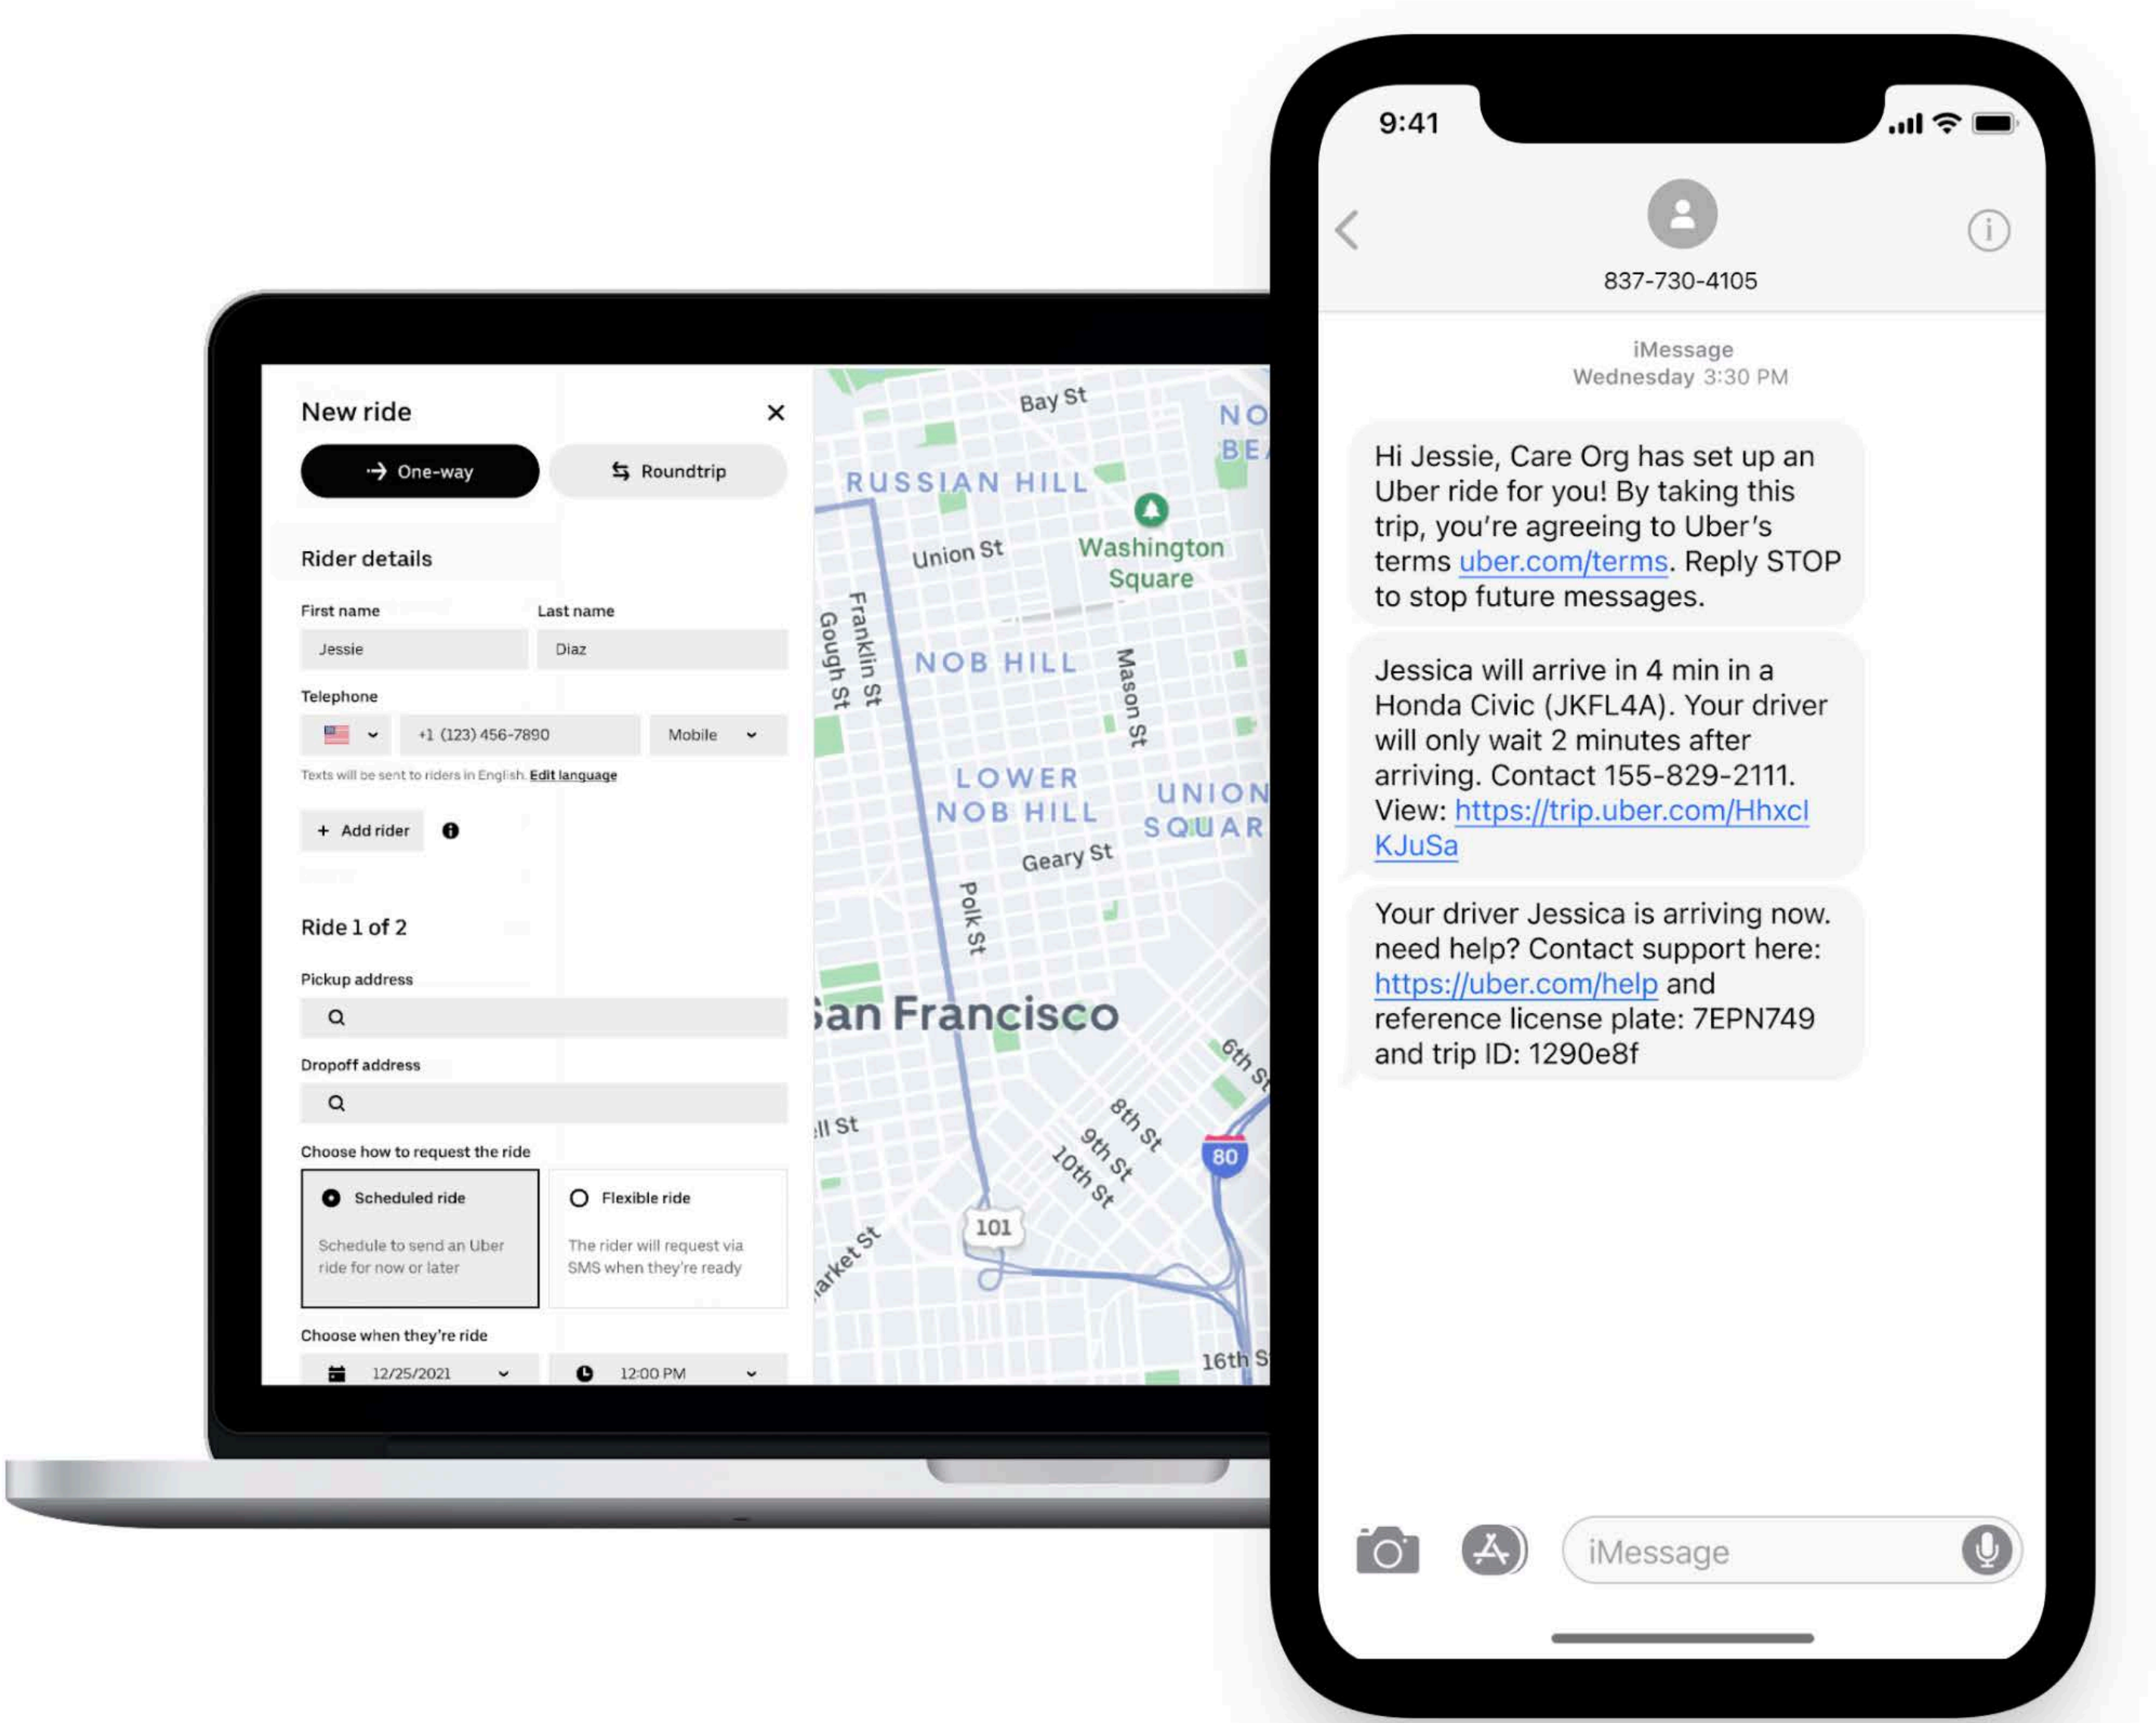 New ride
One-way
Roundtrip
Rider details
First name
Last name
Jessie
Diaz
Telephone
+1 (123) 456-7890
Mobile
Texts will be sent to riders in English. Edit language
+ Add rider
Ride 1 of 2
Pickup address
Dropoff address
Choose how to request the ride
Scheduled ride
Schedule to send an Uber
ride for now or later
Flexible ride
The rider will request via
SMS when they're ready
Choose when they're ride
12/25/2021
12:00 PM
Bay St
NO
BEA
RUSSIAN HILL
Union St
Washington
Square
Franklin St
Gough St
NOB HILL
Mason St
LOWER
NOB HILL
UNION
SQUAR
Geary St
Polk St
San Francisco
6th St
ll St
8th St
9th St
10th St
80
101
arket St
16th S
9:41
837-730-4105
iMessage
Wednesday 3:30 PM
Hi Jessie, Care Org has set up an
Uber ride for you! By taking this
trip, you're agreeing to Uber's
terms uber.com/terms. Reply STOP
to stop future messages.
Jessica will arrive in 4 min in a
Honda Civic (JKFL4A). Your driver
will only wait 2 minutes after
arriving. Contact 155-829-2111.
View: https://trip.uber.com/Hhxcl
KJuSa
Your driver Jessica is arriving now.
need help? Contact support here:
https://uber.com/help and
reference license plate: 7EPN749
and trip ID: 1290e8f
iMessage